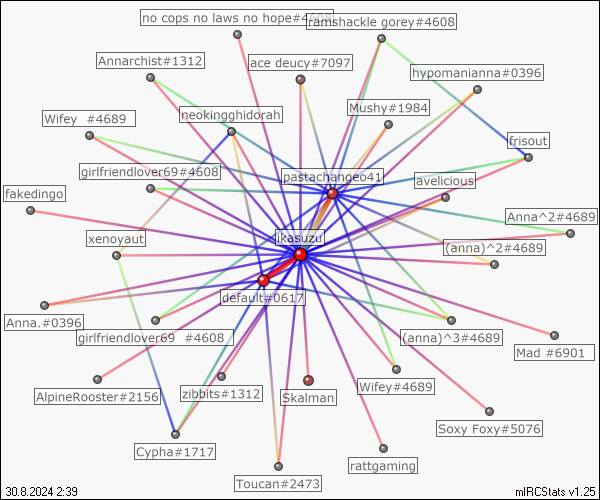 no cops no laws no hope#4608
ramshackle gorey#4608
Annarchist#1312
ace deucy#7097
hypomanianna#0396
Mushy#1984
Wifey #4689
neokingghidorah
frisout
girlfriendlover69#4608
pastachangeo41
avelicious
fakedingo
Anna^2#4689
xenoyaut
ikasuzu
(anna)^2#4689
default#0617
Anna.#0396
girlfriendlover69 #4608
(anna)^3#4689
Mad #6901
AlpineRooster#2156
zibbits#1312
Skalman
Wifey#4689
Soxy Foxy#5076
Cypha#1717
rattgaming
Toucan#2473
30.8.2024 2:39
mIRCStats v1.25